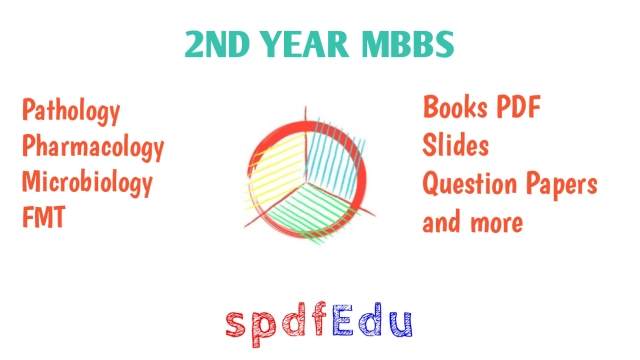 2ND YEAR MBBS
Pathology
Pharmacology
Microbiology
FMT
Books PDF
Slides
Question Papers
and more
spdfEdu